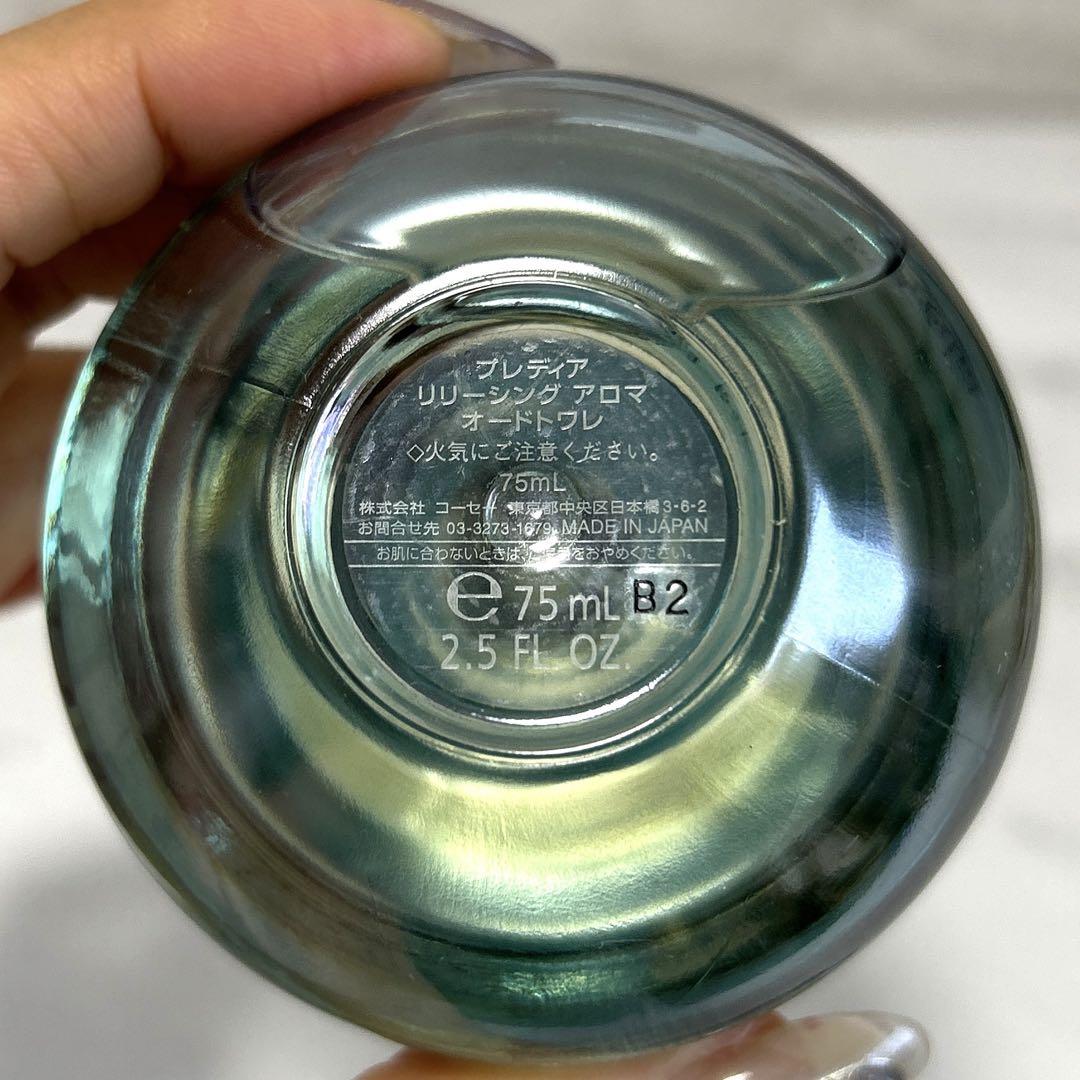 プレディア
リリーシング アロマ
オードトワレ
◇火気にご注意ください。
75mL
株式会社 コーセー 東京都中央区日本橋3-6-2
お問合せ先 03-3273-1679 MADE IN JAPAN
お肌に合わないときは、ご使用をおやめください。
e 75 mL B2
2.5 FL. OZ.